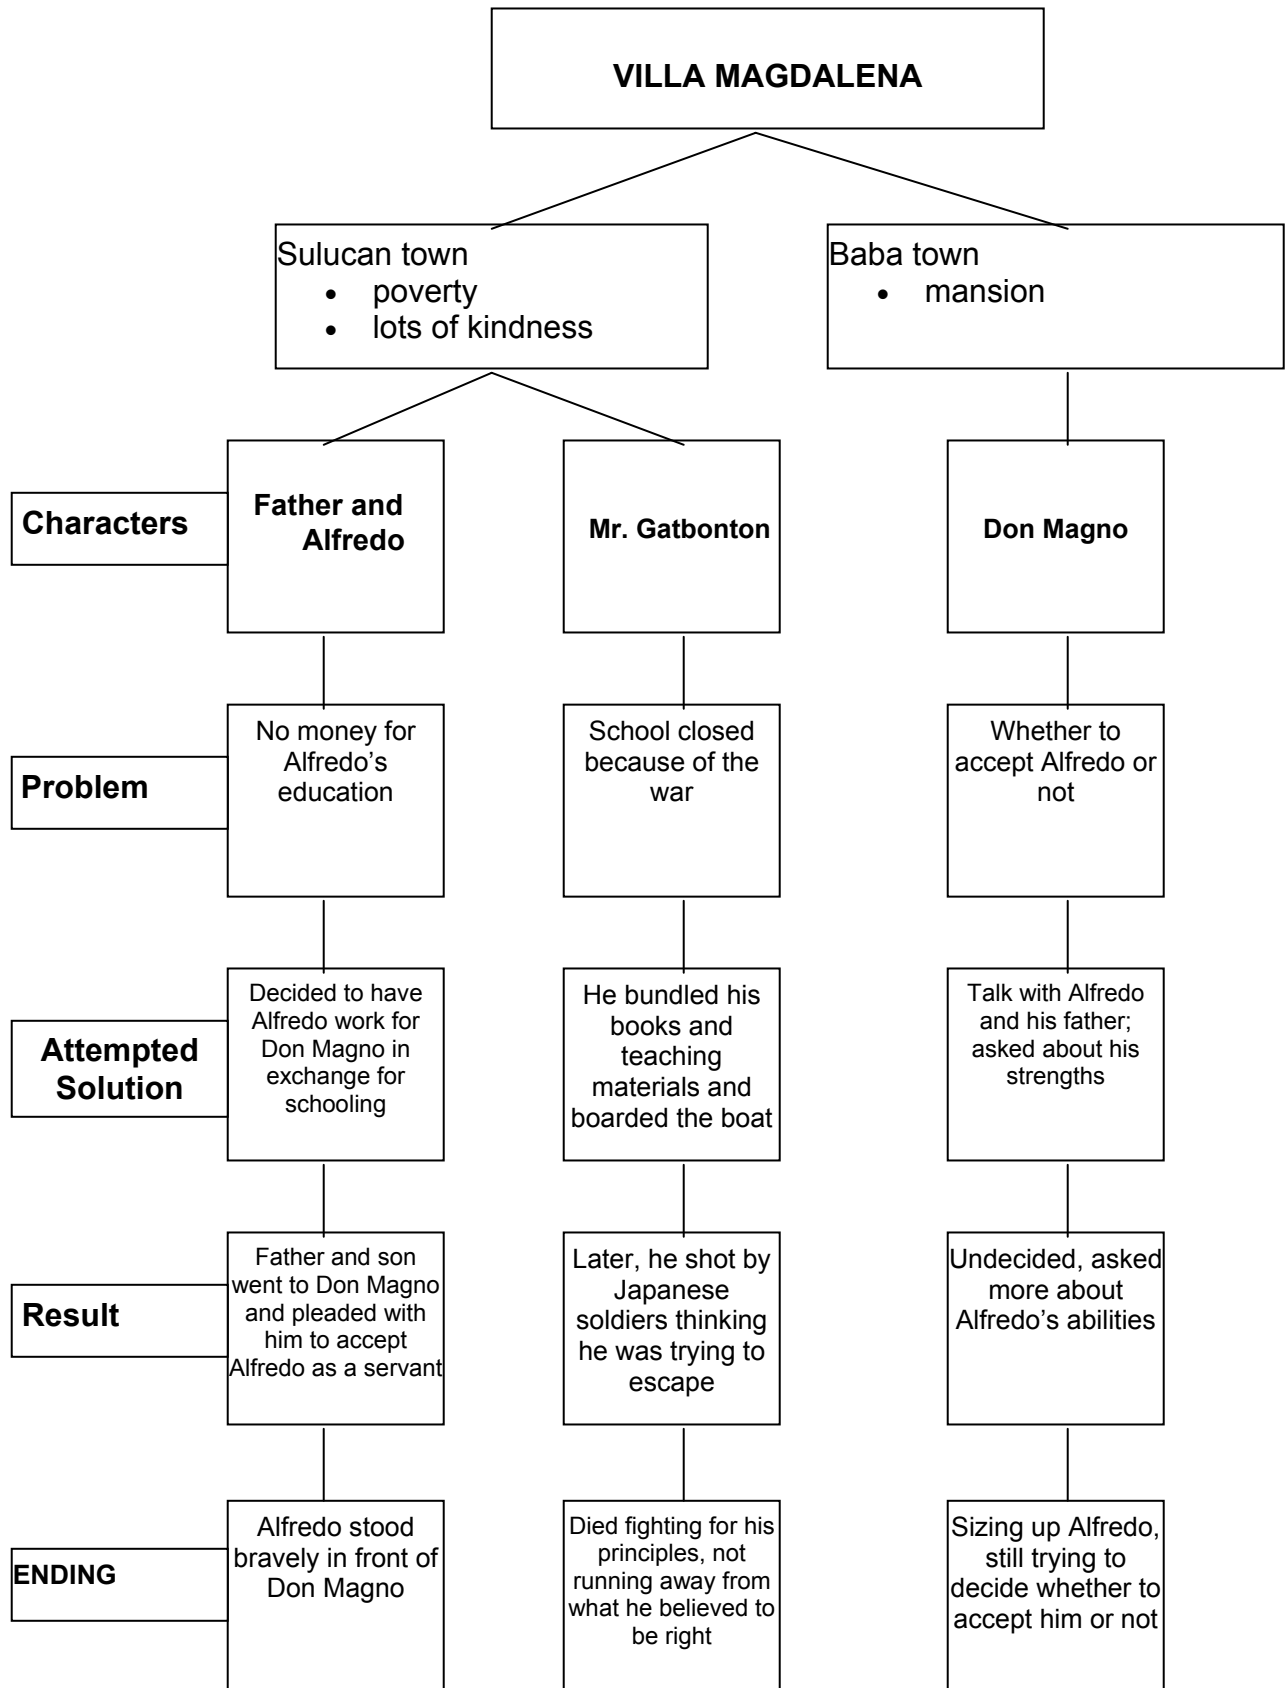 VILLA MAGDALENA
Sulucan town
• poverty
• lots of kindness
Baba town
• mansion
Characters
Father and
Alfredo
Mr. Gatbonton
Don Magno
Problem
No money for
Alfredo’s
education
School closed
because of the
war
Whether to
accept Alfredo or
not
Attempted
Solution
Decided to have
Alfredo work for
Don Magno in
exchange for
schooling
He bundled his
books and
teaching
materials and
boarded the boat
Talk with Alfredo
and his father;
asked about his
strengths
Result
Father and son
went to Don Magno
and pleaded with
him to accept
Alfredo as a servant
Later, he shot by
Japanese
soldiers thinking
he was trying to
escape
Undecided, asked
more about
Alfredo’s abilities
ENDING
Alfredo stood
bravely in front of
Don Magno
Died fighting for his
principles, not
running away from
what he believed to
be right
Sizing up Alfredo,
still trying to
decide whether to
accept him or not